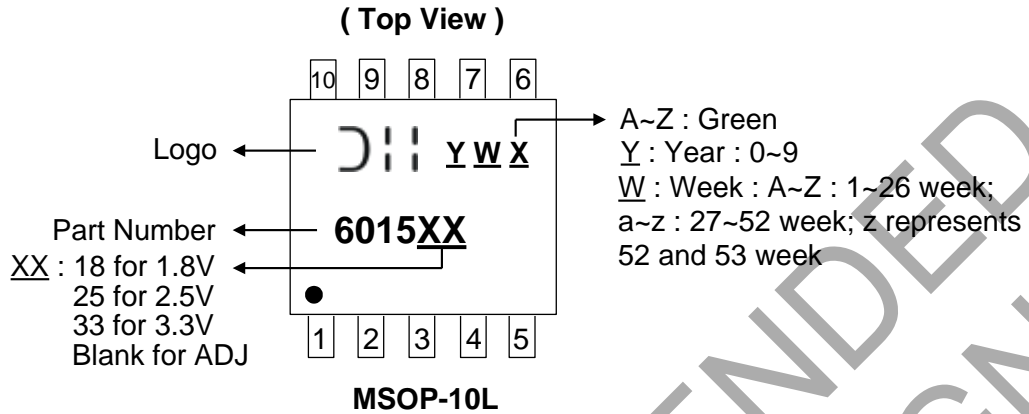 ( Top View )
10 9 8 7 6
Logo
Y W X
A~Z : Green
Y : Year : 0~9
W : Week : A~Z : 1~26 week;
a~z : 27~52 week; z represents
52 and 53 week
Part Number
6015XX
XX : 18 for 1.8V
25 for 2.5V
33 for 3.3V
Blank for ADJ
1 2 3 4 5
MSOP-10L